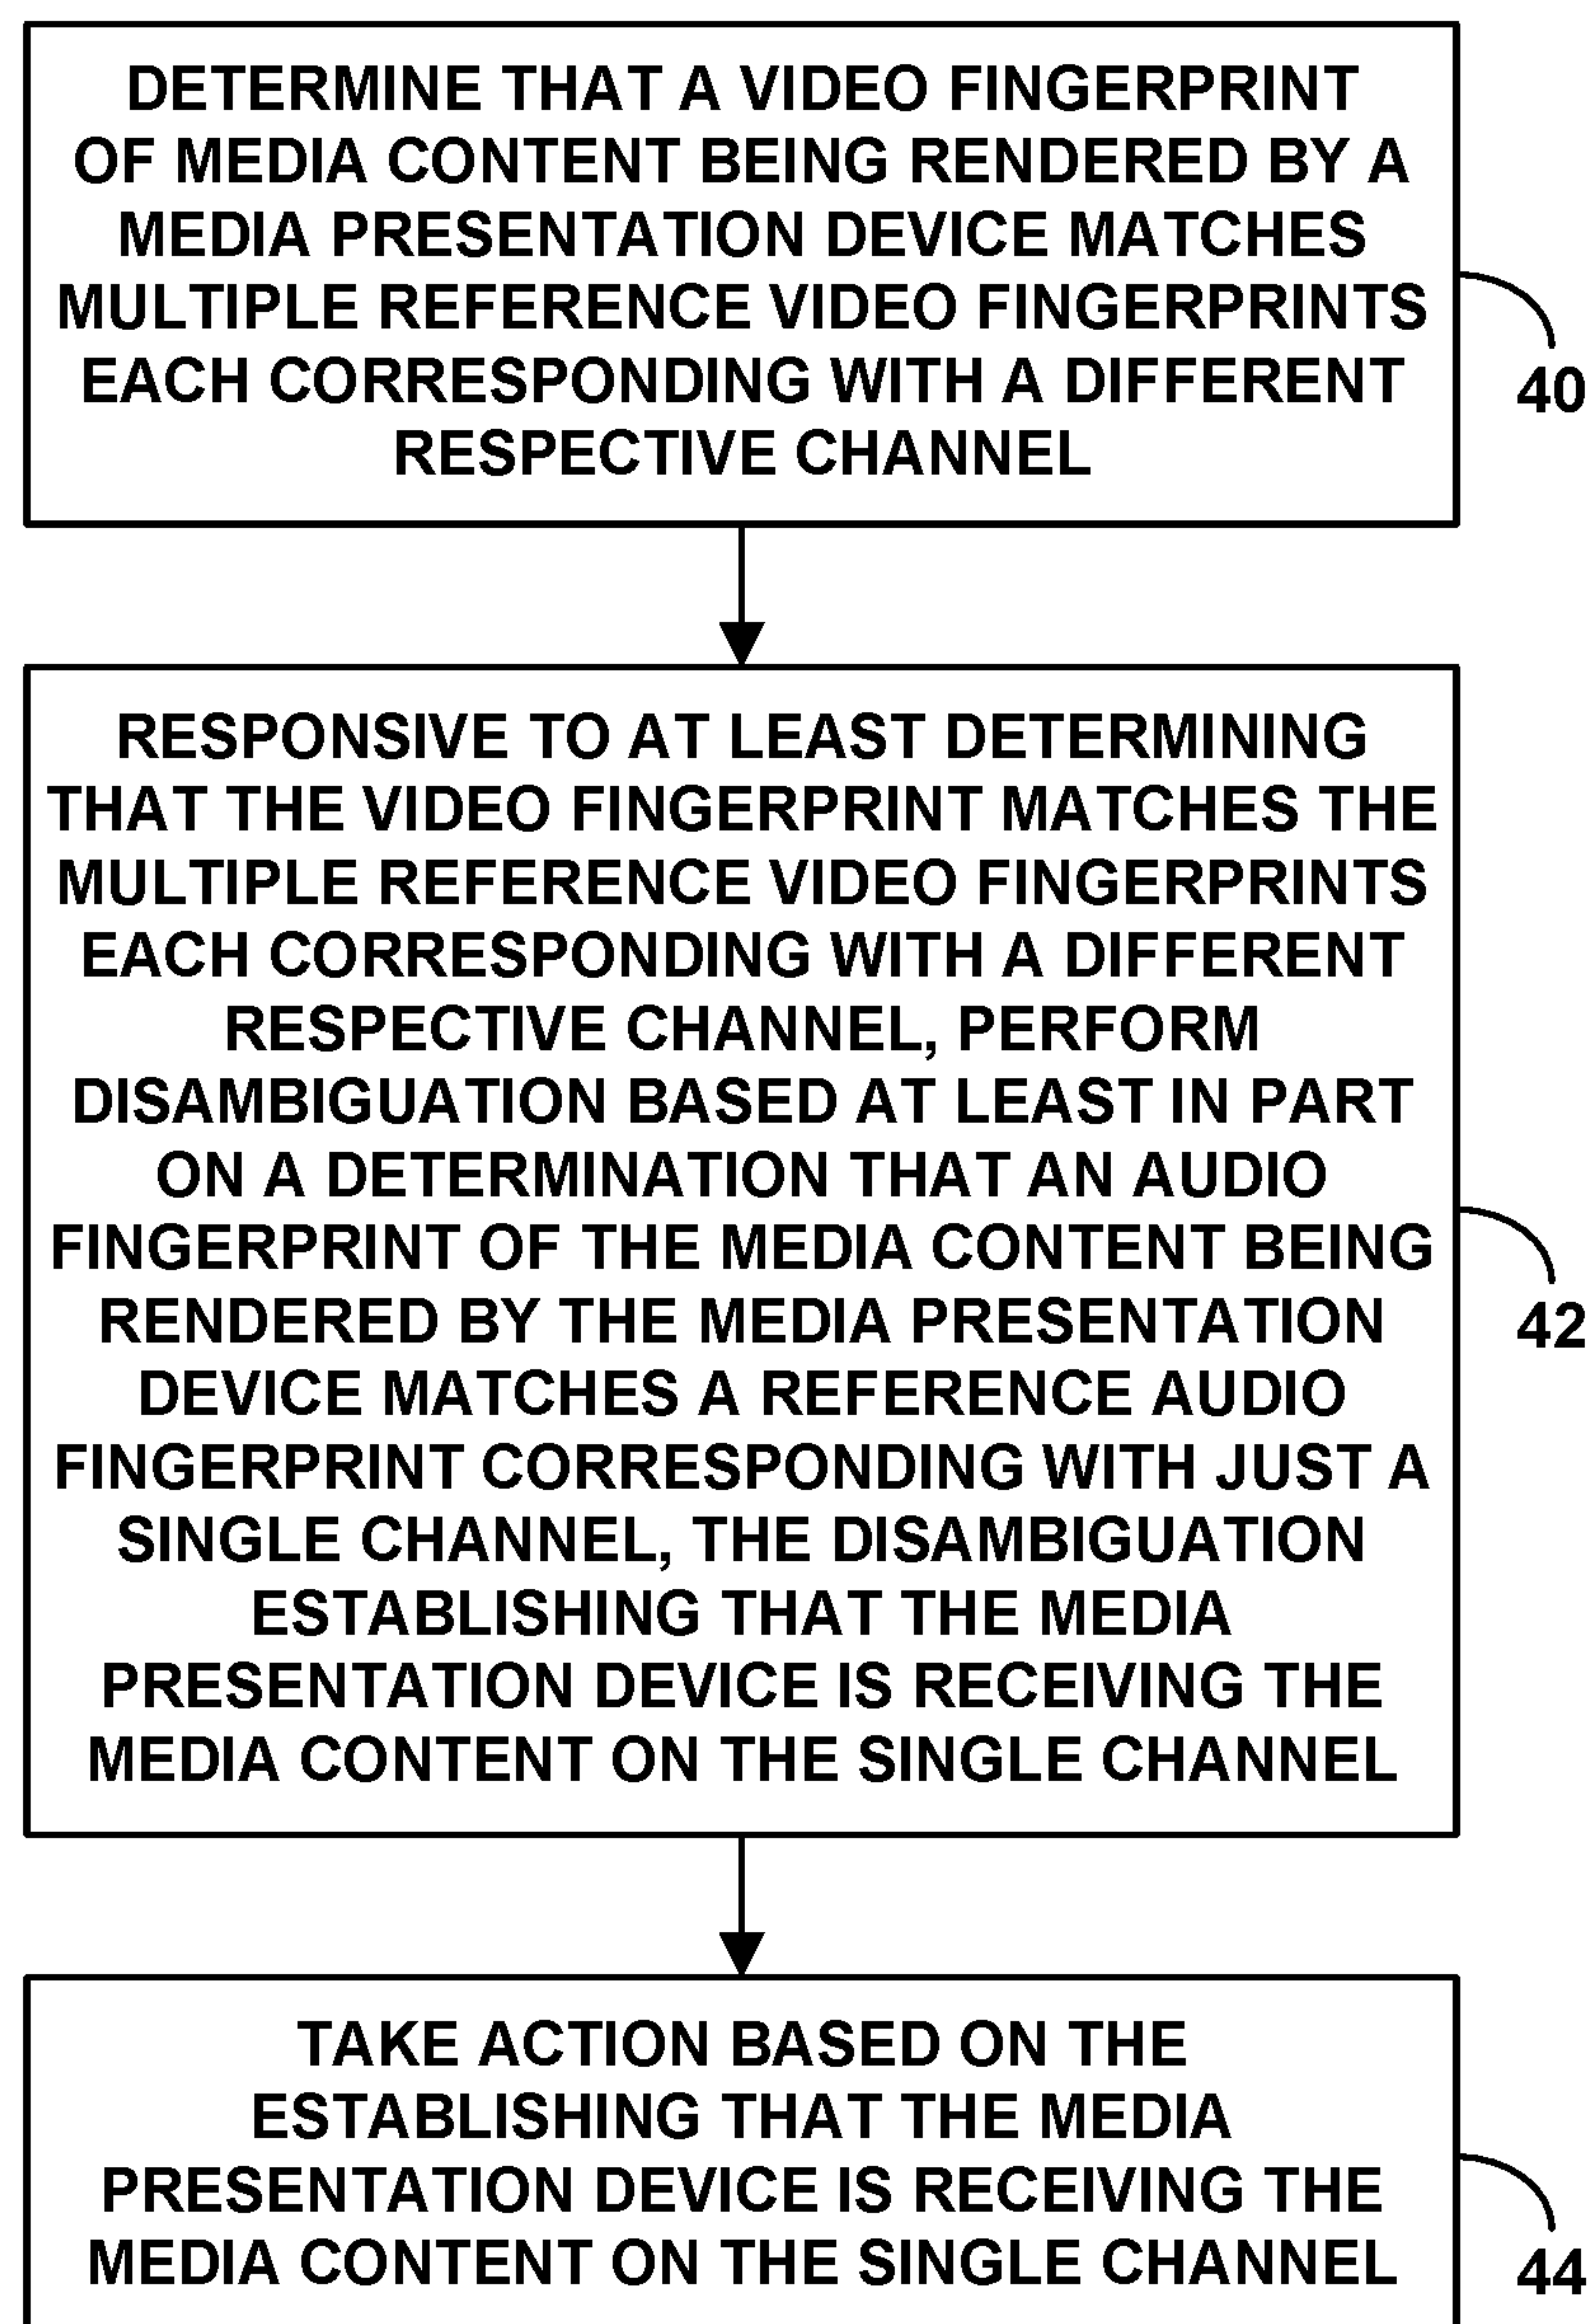 DETERMINE THAT A VIDEO FINGERPRINT
OF MEDIA CONTENT BEING RENDERED BY A
MEDIA PRESENTATION DEVICE MATCHES
MULTIPLE REFERENCE VIDEO FINGERPRINTS
EACH CORRESPONDING WITH A DIFFERENT
RESPECTIVE CHANNEL
40
RESPONSIVE TO AT LEAST DETERMINING
THAT THE VIDEO FINGERPRINT MATCHES THE
MULTIPLE REFERENCE VIDEO FINGERPRINTS
EACH CORRESPONDING WITH A DIFFERENT
RESPECTIVE CHANNEL, PERFORM
DISAMBIGUATION BASED AT LEAST IN PART
ON A DETERMINATION THAT AN AUDIO
FINGERPRINT OF THE MEDIA CONTENT BEING
RENDERED BY THE MEDIA PRESENTATION
DEVICE MATCHES A REFERENCE AUDIO
FINGERPRINT CORRESPONDING WITH JUST A
SINGLE CHANNEL, THE DISAMBIGUATION
ESTABLISHING THAT THE MEDIA
PRESENTATION DEVICE IS RECEIVING THE
MEDIA CONTENT ON THE SINGLE CHANNEL
42
TAKE ACTION BASED ON THE
ESTABLISHING THAT THE MEDIA
PRESENTATION DEVICE IS RECEIVING THE
MEDIA CONTENT ON THE SINGLE CHANNEL
44